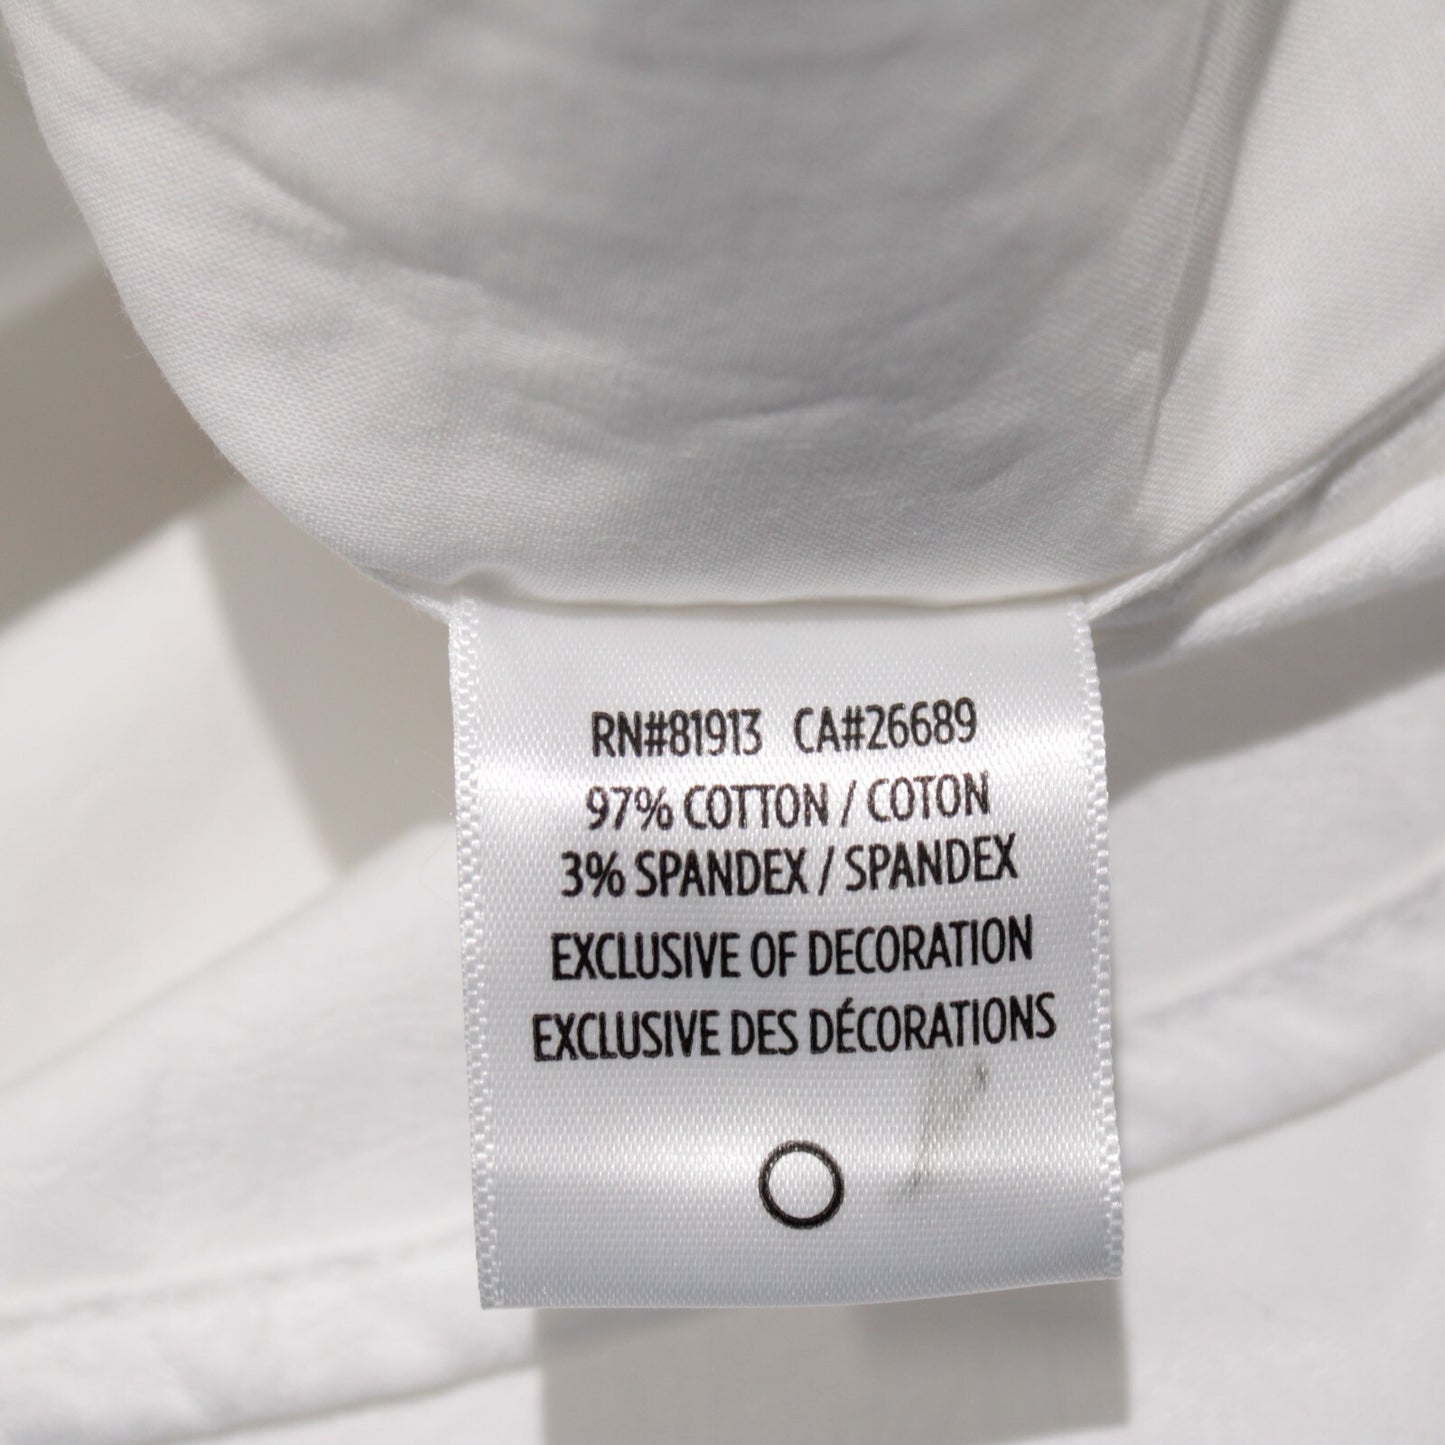 RN#81913 CA#26689
97% COTTON / COTON
3% SPANDEX / SPANDEX
EXCLUSIVE OF DECORATION
EXCLUSIVE DES DÉCORATIONS